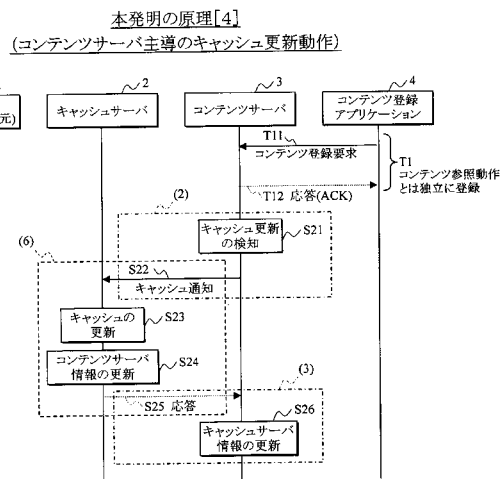 本発明の原理[4]
(コンテンツサーバ主導のキャッシュ更新動作)
元)
2
キャッシュサーバ
3
コンテンツサーバ
4
コンテンツ登録
アプリケーション
T11
コンテンツ登録要求
T12 応答(ACK)
T1
コンテンツ参照動作
とは独立に登録
(2)
キャッシュ更新
の検知
S21
(6)
S22
キャッシュ通知
キャッシュの
更新
S23
コンテンツサーバ
情報の更新
S24
S25 応答
(3)
キャッシュサーバ
情報の更新
S26